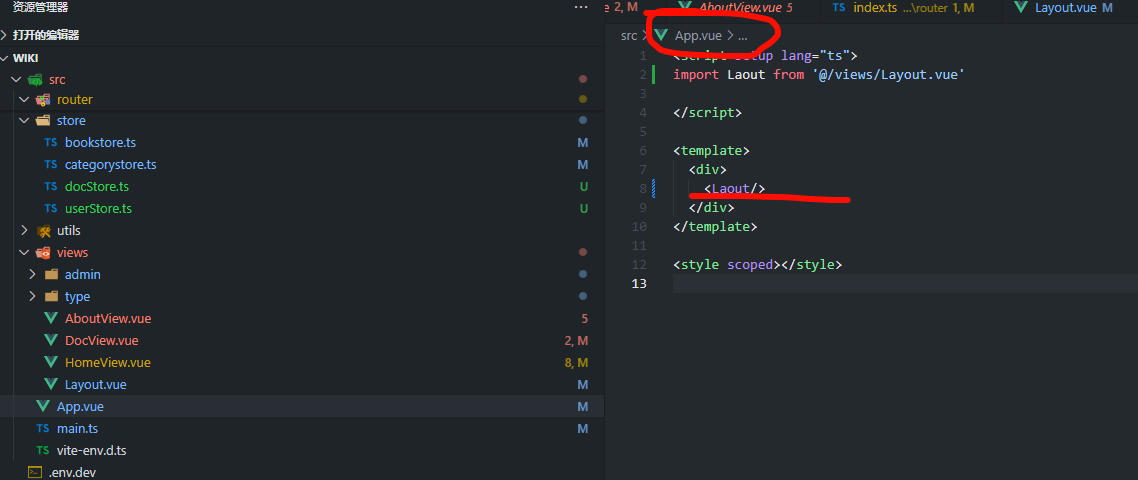 资源管理器
···
打开的编辑器
WIKI
src
router
store
TS bookstore.ts M
TS categorystore.ts M
TS docStore.ts U
TS userStore.ts U
utils
views
admin
type
AboutView.vue 5
DocView.vue 2, M
HomeView.vue 8, M
Layout.vue M
App.vue M
TS main.ts M
TS vite-env.d.ts
.env.dev
e 2, M
AboutView.vue 5
TS index.ts ...\router 1, M
Layout.vue M
src > App.vue > ...
1 <script setup lang="ts">
2 import Laout from '@/views/Layout.vue'
3
4 </script>
5
6 <template>
7 <div>
8 <Laout/>
9 </div>
10 </template>
11
12 <style scoped></style>
13